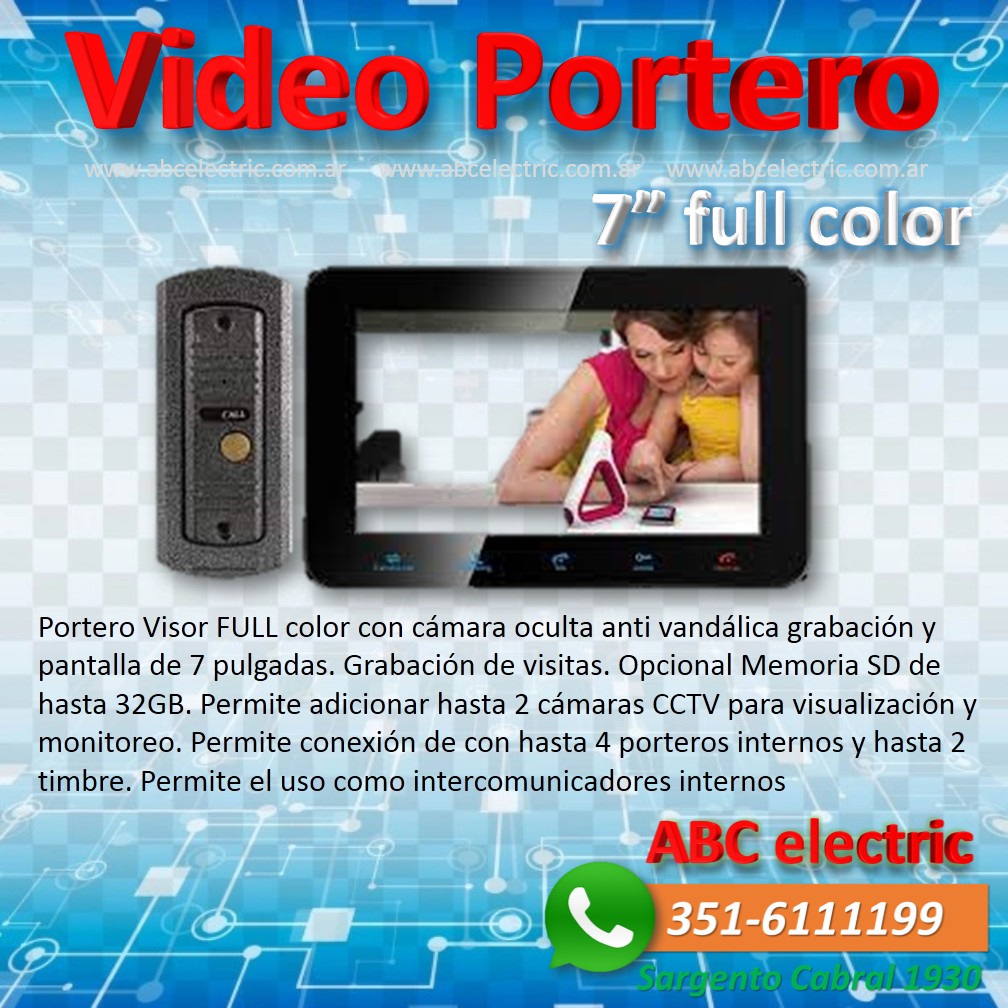 Video Portero
www.abcelectric.com.ar www.abcelectric.com.ar www.abcelectric.com.ar
7” full color
CALL
Portero Visor FULL color con cámara oculta anti vandálica grabación y
pantalla de 7 pulgadas. Grabación de visitas. Opcional Memoria SD de
hasta 32GB. Permite adicionar hasta 2 cámaras CCTV para visualización y
monitoreo. Permite conexión de con hasta 4 porteros internos y hasta 2
timbre. Permite el uso como intercomunicadores internos
ABC electric
351-6111199
Sargento Cabral 1930